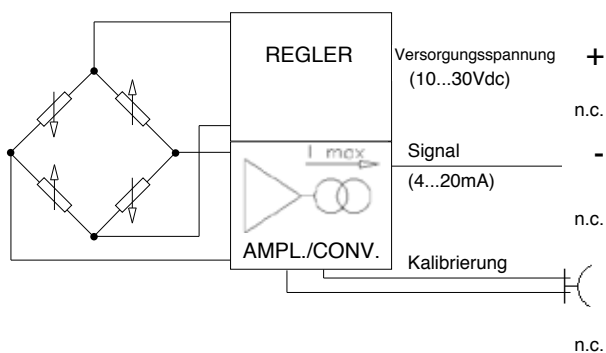 REGLER
Versorgungsspannung
+
(10...30Vdc)
n.c.
I max
Signal
-
(4...20mA)
n.c.
AMPL./CONV.
Kalibrierung
n.c.